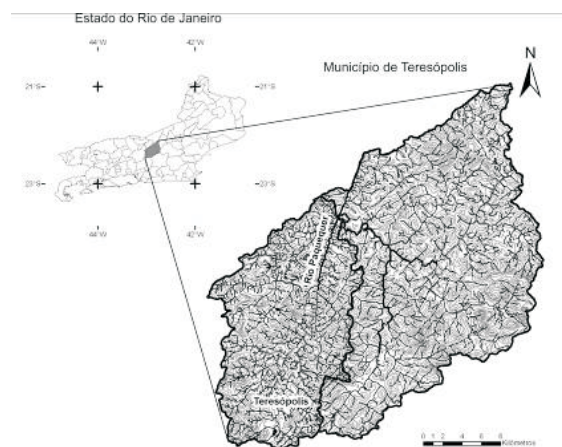 Estado do Rio de Janeiro
44°W
42°W
N
Município de Teresópolis
21°S
21°S
23°S
23°S
44°W
42°W
Rio Paquequer
Teresópolis
0 1 2 4 6 8
Kilómetros